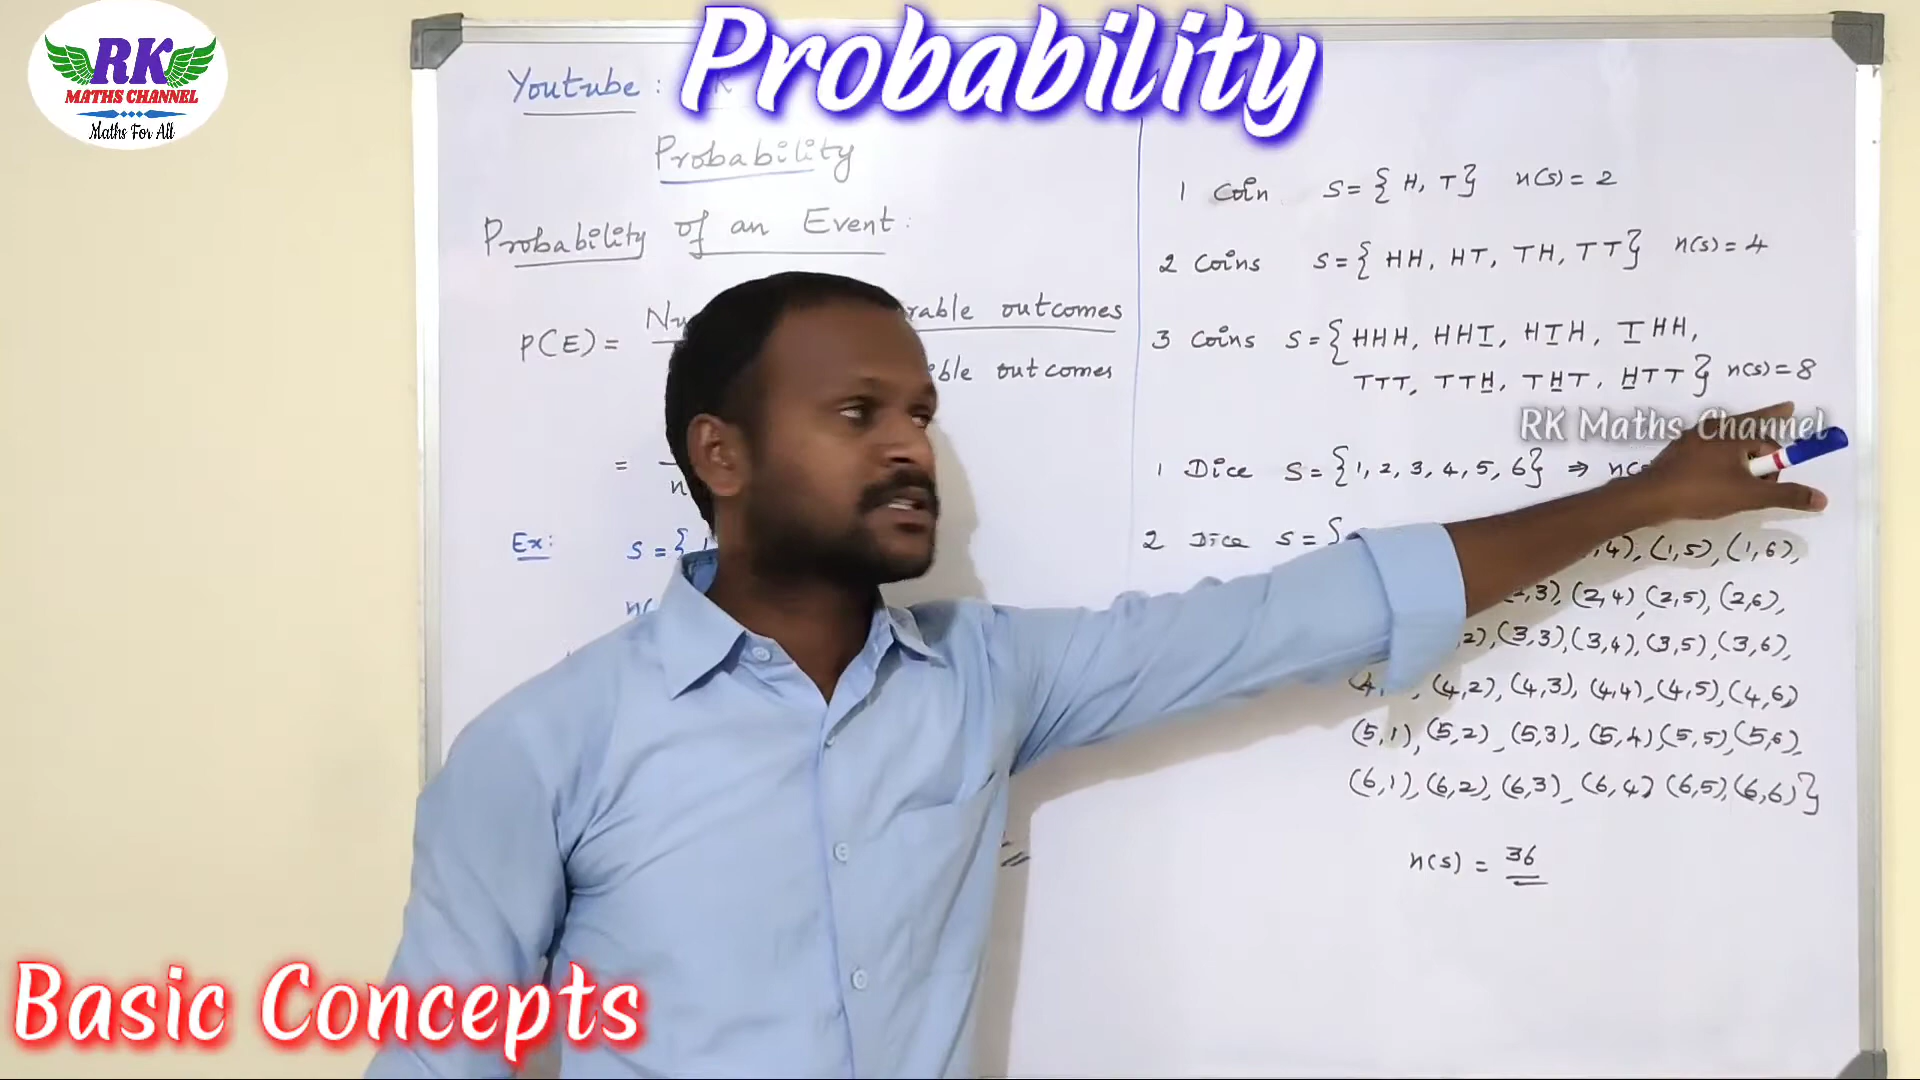 RK
MATHS CHANNEL
Maths For All
Probability
Youtube :
Probability
Probability of an Event :
P(E) =
outcomes
outcomes
=
n
Ex: S = {
1 Coin S = { H, T} n(s) = 2
2 Coins S = { HH, HT, TH, TT} n(s) = 4
3 Coins S = { HHH, HHT, HTH, THH,
TTT, TTH, THT, HTT} n(s) = 8
RK Maths Channel
1 Dice S = {1, 2, 3, 4, 5, 6} ⇒
2 Dice S = {
(1,5), (1,6),
(2,4), (2,5), (2,6),
(3,3), (3,4), (3,5), (3,6),
(4,2), (4,3), (4,4), (4,5), (4,6)
(5,1), (5,2), (5,3), (5,4), (5,5), (5,6),
(6,1), (6,2), (6,3), (6,4) (6,5), (6,6)}
n(s) = 36
Basic Concepts